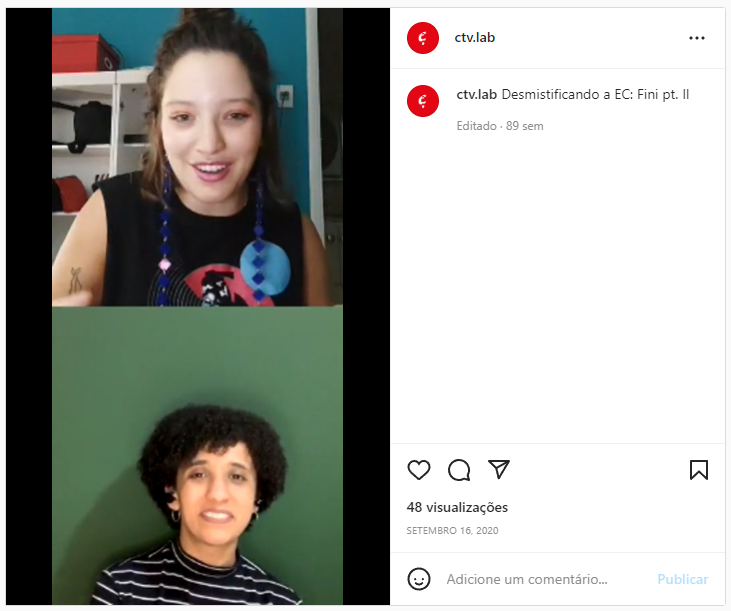 ctv.lab
ctv.lab Desmistificando a EC: Fini pt. II
Editado · 89 sem
48 visualizações
SETEMBRO 16, 2020
Adicione um comentário... Publicar